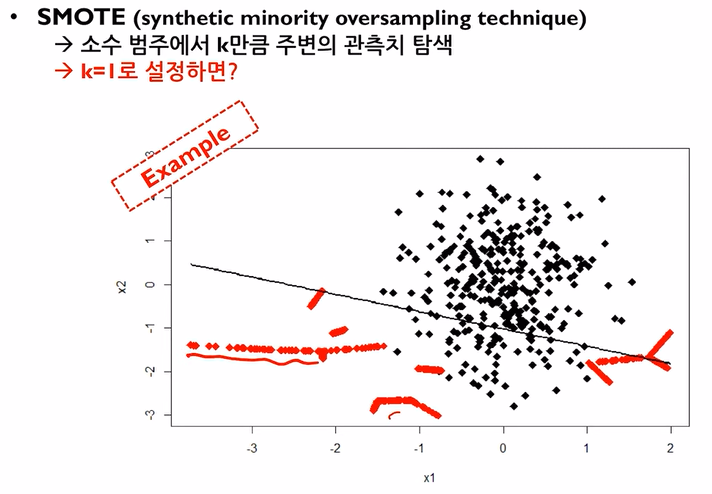 • SMOTE (synthetic minority oversampling technique)
→ 소수 범주에서 k만큼 주변의 관측치 탐색
→ k=1로 설정하면?
Example
3
1
0
-1
-2
-3
x2
-3 -2 -1 0 1 2
x1